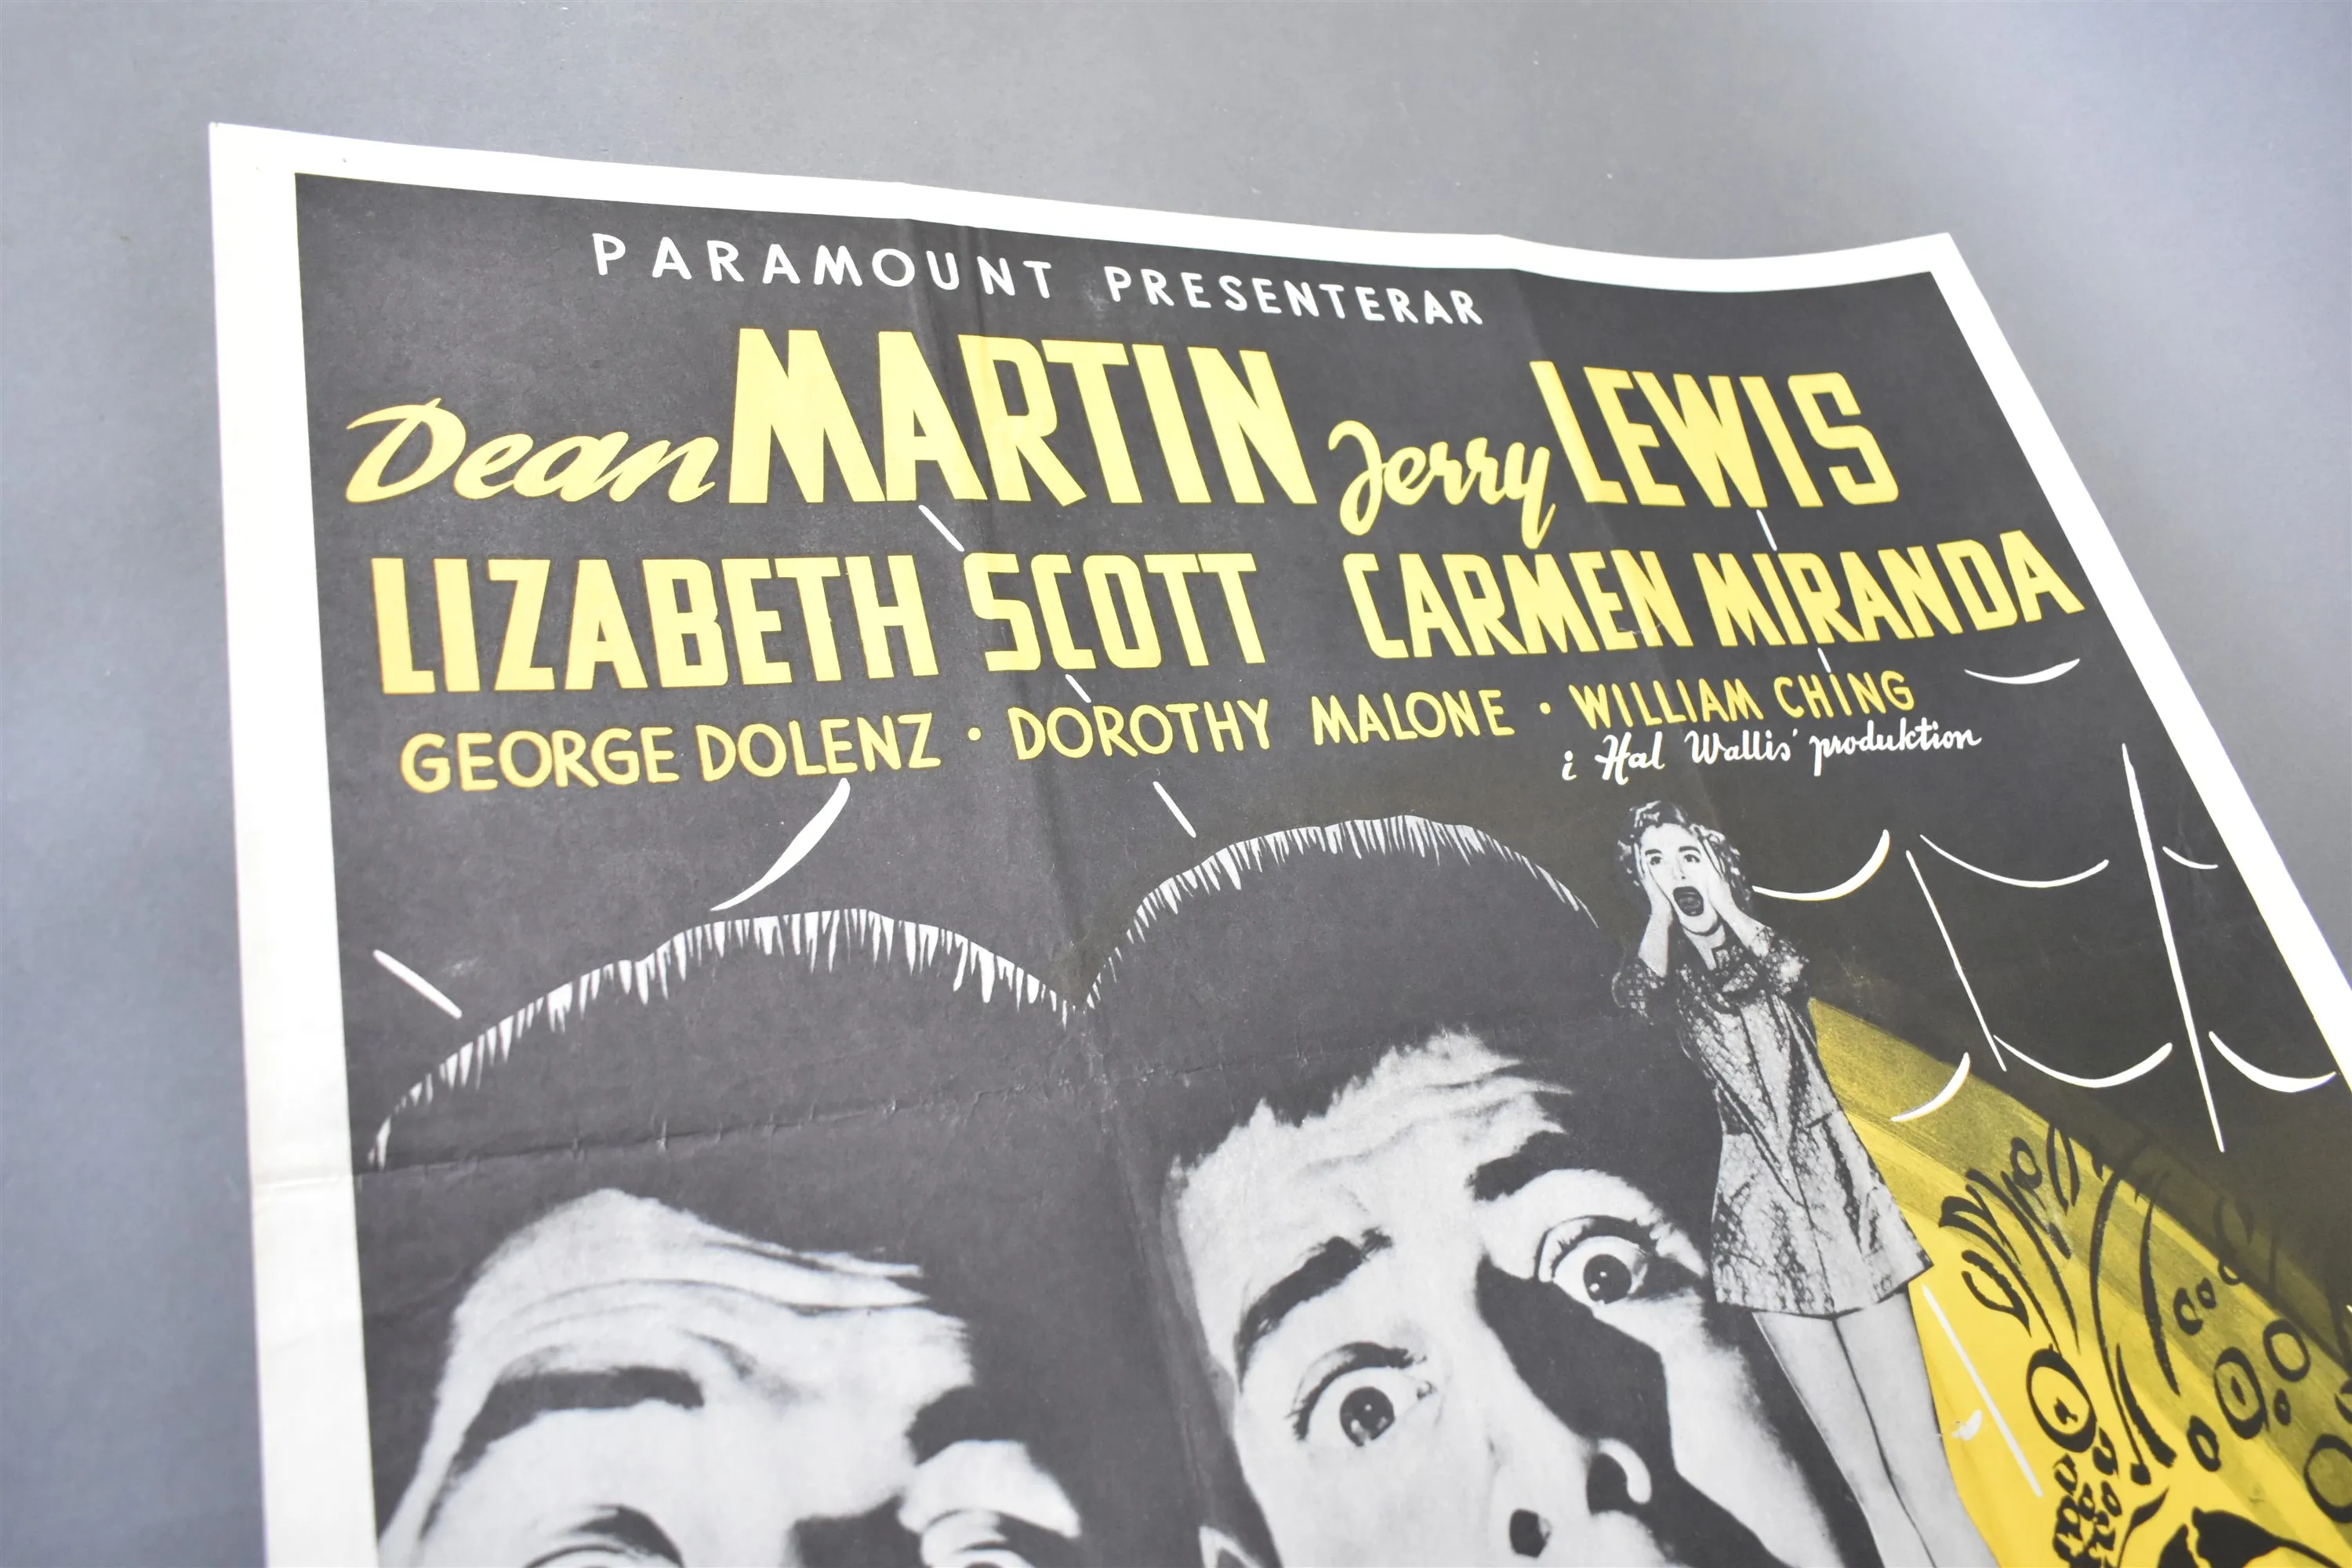 PARAMOUNT PRESENTERAR
Dean MARTIN Jerry LEWIS
LIZABETH SCOTT CARMEN MIRANDA
GEORGE DOLENZ · DOROTHY MALONE · WILLIAM CHING
i Hal Wallis' produktion